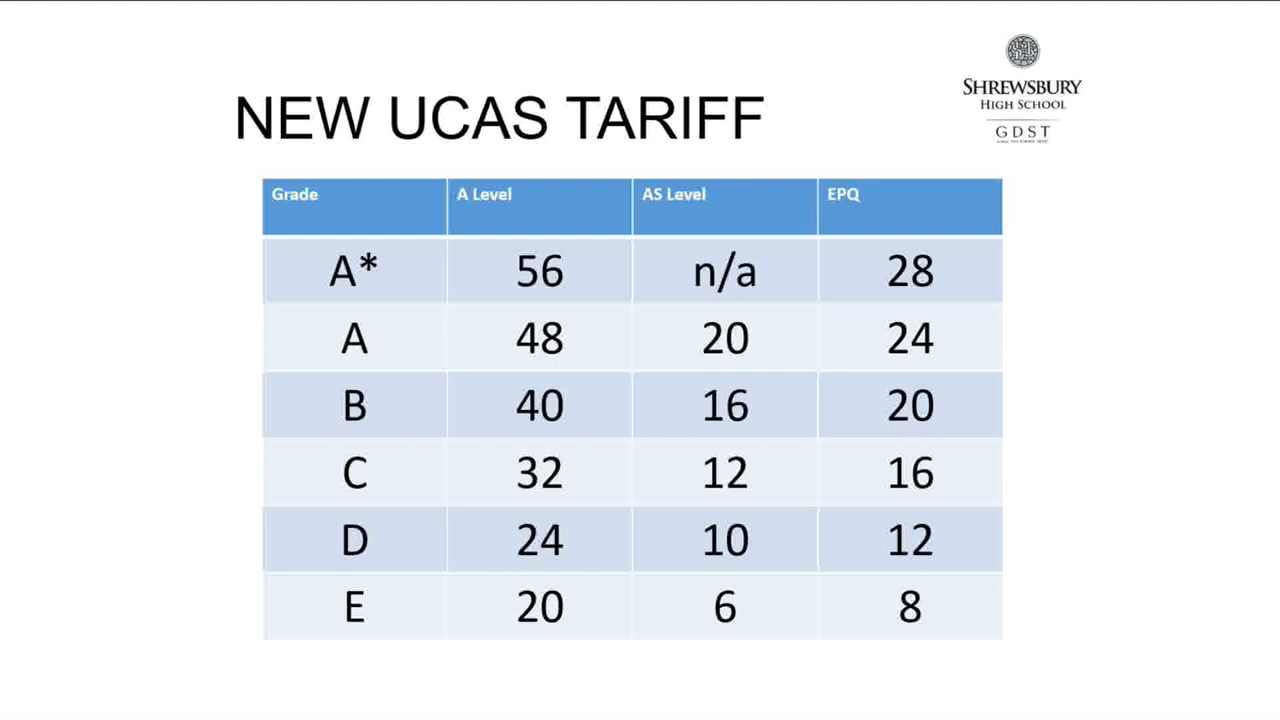 SHREWSBURY
HIGH SCHOOL
GDST
NEW UCAS TARIFF
Grade A Level AS Level EPQ
A* 56 n/a 28
A 48 20 24
B 40 16 20
C 32 12 16
D 24 10 12
E 20 6 8